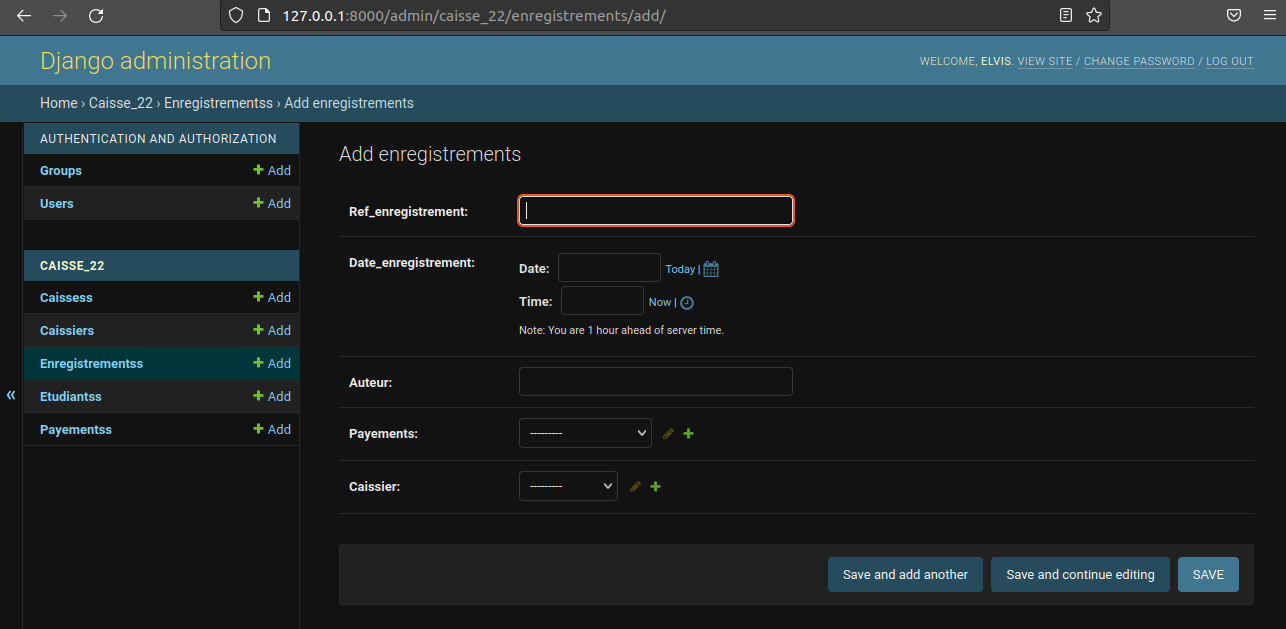 127.0.0.1:8000/admin/caisse_22/enregistrements/add/
Django administration
WELCOME, ELVIS. VIEW SITE / CHANGE PASSWORD / LOG OUT
Home › Caisse_22 › Enregistrementss › Add enregistrements
AUTHENTICATION AND AUTHORIZATION
Groups + Add
Users + Add
CAISSE_22
Caissess + Add
Caissiers + Add
Enregistrementss + Add
Etudiantss + Add
Payementss + Add
«
Add enregistrements
Ref_enregistrement:
Date_enregistrement:
Date: Today |
Time: Now |
Note: You are 1 hour ahead of server time.
Auteur:
Payements: ---------
Caissier: ---------
Save and add another Save and continue editing SAVE